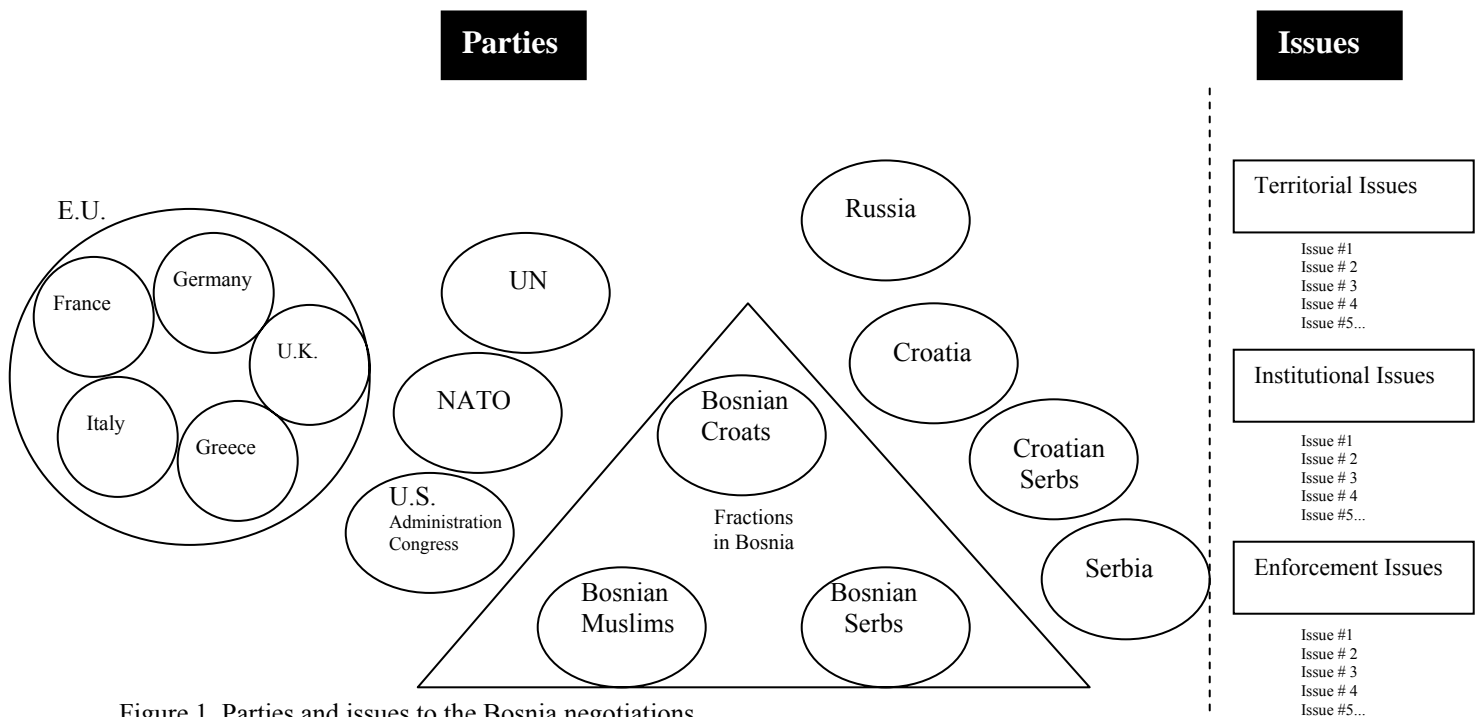 Parties
Issues
E.U.
France
Germany
U.K.
Italy
Greece
UN
NATO
U.S.
Administration
Congress
Russia
Croatia
Croatian
Serbs
Serbia
Bosnian
Croats
Fractions
in Bosnia
Bosnian
Muslims
Bosnian
Serbs
Territorial Issues
Issue #1
Issue # 2
Issue # 3
Issue # 4
Issue #5...
Institutional Issues
Issue #1
Issue # 2
Issue # 3
Issue # 4
Issue #5...
Enforcement Issues
Issue #1
Issue # 2
Issue # 3
Issue # 4
Issue #5...
Figure 1. Parties and issues to the Bosnia negotiations